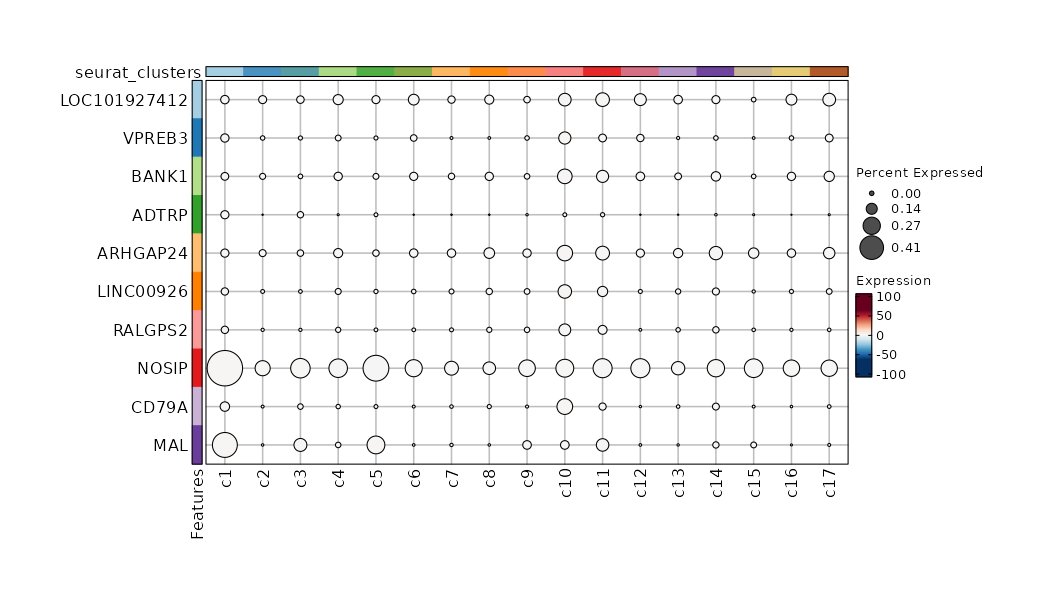 seurat_clusters
LOC101927412
VPREB3
BANK1
ADTRP
ARHGAP24
LINC00926
RALGPS2
NOSIP
CD79A
MAL
Features
c1 c2 c3 c4 c5 c6 c7 c8 c9 c10 c11 c12 c13 c14 c15 c16 c17
Percent Expressed
0.00
0.14
0.27
0.41
Expression
100
50
0
-50
-100